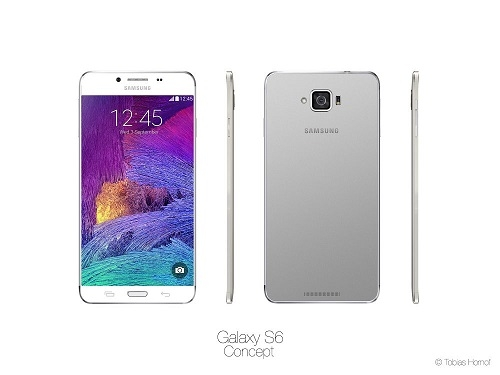 SAMSUNG
12:45
12:45
Wed 3 September
SAMSUNG
Galaxy S6
Concept
© Tobias Hornof